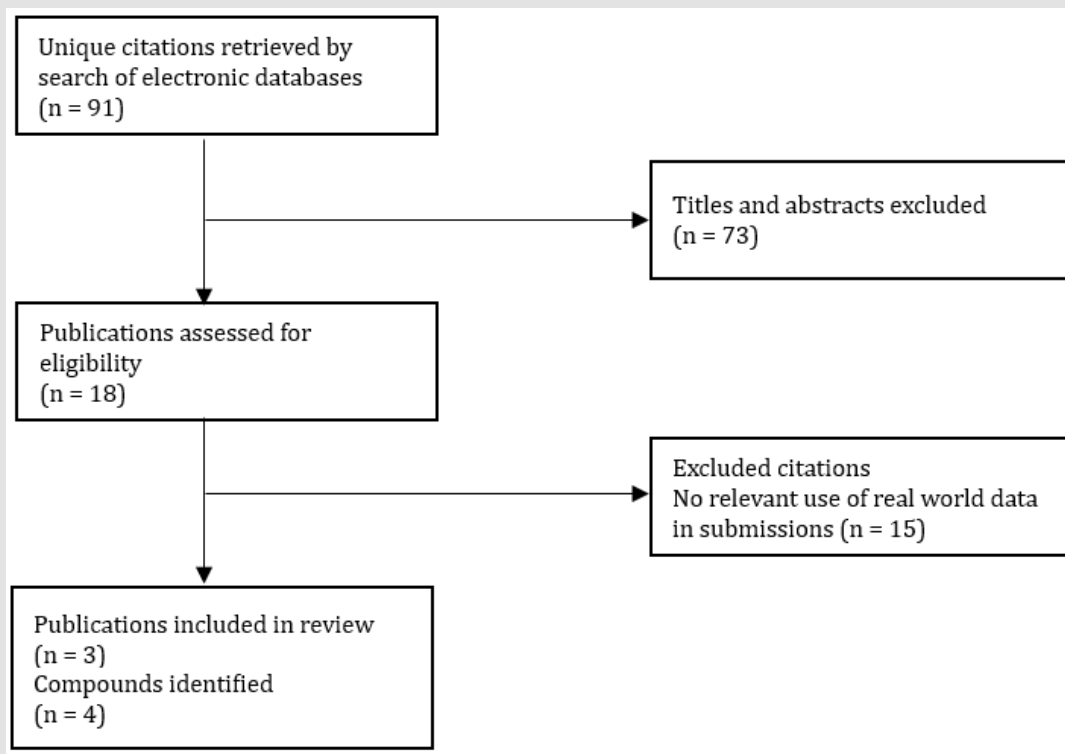 Unique citations retrieved by
search of electronic databases
(n = 91)
Titles and abstracts excluded
(n = 73)
Publications assessed for
eligibility
(n = 18)
Excluded citations
No relevant use of real world data
in submissions (n = 15)
Publications included in review
(n = 3)
Compounds identified
(n = 4)